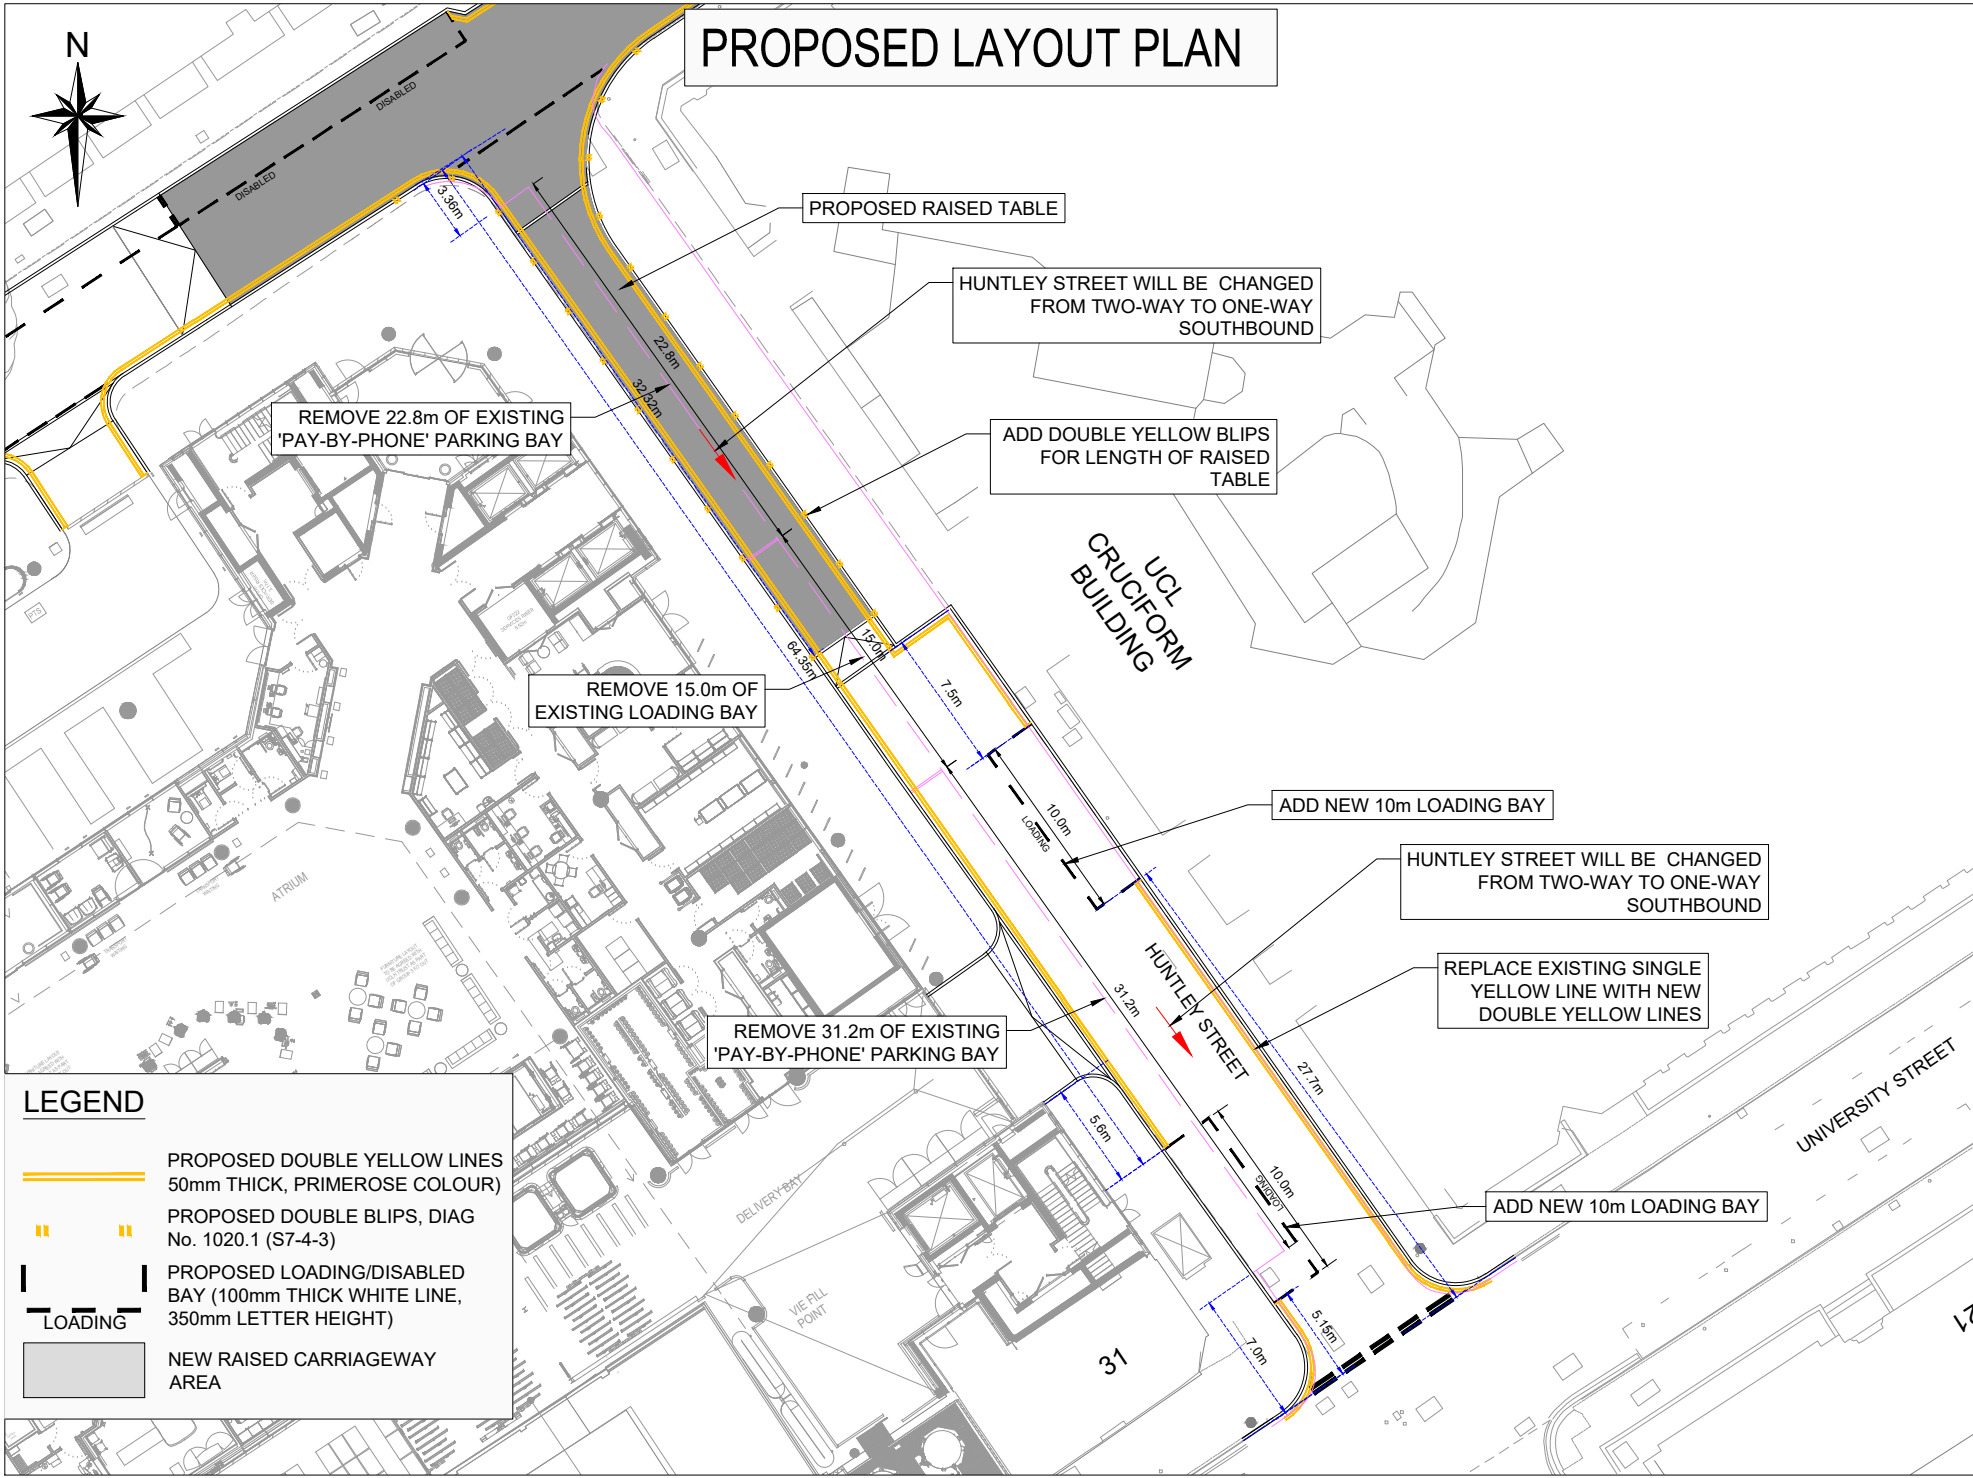 PROPOSED LAYOUT PLAN
N
DISABLED
DISABLED
3.36m
PROPOSED RAISED TABLE
HUNTLEY STREET WILL BE CHANGED
FROM TWO-WAY TO ONE-WAY
SOUTHBOUND
22.8m
32.32m
REMOVE 22.8m OF EXISTING
'PAY-BY-PHONE' PARKING BAY
ADD DOUBLE YELLOW BLIPS
FOR LENGTH OF RAISED
TABLE
UCL
CRUCIFORM
BUILDING
PTS
15.0m
64.35m
REMOVE 15.0m OF
EXISTING LOADING BAY
7.5m
10.0m
LOADING
ADD NEW 10m LOADING BAY
HUNTLEY STREET WILL BE CHANGED
FROM TWO-WAY TO ONE-WAY
SOUTHBOUND
ATRIUM
HUNTLEY STREET
31.2m
REPLACE EXISTING SINGLE
YELLOW LINE WITH NEW
DOUBLE YELLOW LINES
REMOVE 31.2m OF EXISTING
'PAY-BY-PHONE' PARKING BAY
27.7m
UNIVERSITY STREET
5.6m
10.0m
LOADING
ADD NEW 10m LOADING BAY
DELIVERY BAY
VIE FILL
POINT
5.15m
7.0m
31
21
LEGEND
PROPOSED DOUBLE YELLOW LINES
50mm THICK, PRIMEROSE COLOUR)
PROPOSED DOUBLE BLIPS, DIAG
No. 1020.1 (S7-4-3)
PROPOSED LOADING/DISABLED
BAY (100mm THICK WHITE LINE,
350mm LETTER HEIGHT)
LOADING
NEW RAISED CARRIAGEWAY
AREA